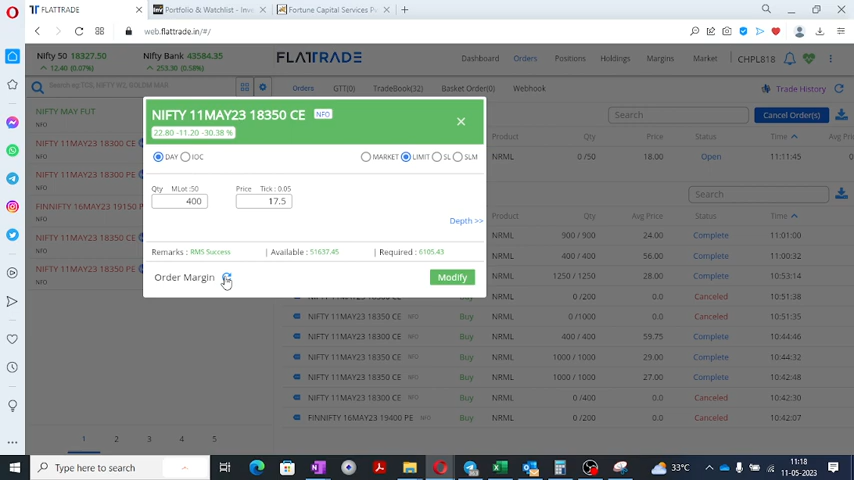 FLATTRADE
Portfolio & Watchlist - Inve
Fortune Capital Services Pv
web.flattrade.in/#/
Nifty 50 18327.50
12.40 (0.07%)
Nifty Bank 43584.35
253.30 (0.58%)
FLATTRADE
Dashboard Orders Positions Holdings Margins Market CHPL818
Search eg: TCS, NIFTY WE, GOLDM MAR
Orders GTT(0) TradeBook(32) Basket Order(0) Webhook
Trade History
NIFTY MAY FUT
NFO
NIFTY 11MAY23 18300 CE
NFO
NIFTY 11MAY23 18300 PE
NFO
FINNIFTY 16MAY23 19150 P
NFO
NIFTY 11MAY23 18350 CE
NFO
NIFTY 11MAY23 18350 PE
NFO
NIFTY 11MAY23 18350 CE NFO
22.80 -11.20 -30.38 %
DAY IOC MARKET LIMIT SL SLM
Qty MLot :50 Price Tick : 0.05
400 17.5
Depth >>
Remarks : RMS Success | Available : 51637.45 | Required : 6105.43
Order Margin Modify
Search Cancel Order(s)
Product Qty Price Status Time Avg Price
NRML 0 /50 18.00 Open 11:11:45
Search
Product Qty Avg Price Status Time
NRML 900 / 900 24.00 Complete 11:01:00
NRML 400 / 400 56.00 Complete 11:00:32
NRML 1250 / 1250 28.00 Complete 10:53:14
NRML 0 /200 0.0 Canceled 10:51:38
NIFTY 11MAY23 18350 CE NFO Buy NRML 0 /1000 0.0 Canceled 10:51:35
NIFTY 11MAY23 18300 CE NFO Buy NRML 400 / 400 59.75 Complete 10:44:46
NIFTY 11MAY23 18350 CE NFO Buy NRML 1000 / 1000 29.00 Complete 10:44:32
NIFTY 11MAY23 18350 CE NFO Buy NRML 1000 / 1000 27.00 Complete 10:42:48
NIFTY 11MAY23 18350 CE NFO Buy NRML 0 /400 0.0 Canceled 10:42:30
FINNIFTY 16MAY23 19400 PE NFO Buy NRML 0 /200 0.0 Canceled 10:42:07
1 2 3 4 5
Type here to search
33°C
11:18
11-05-2023